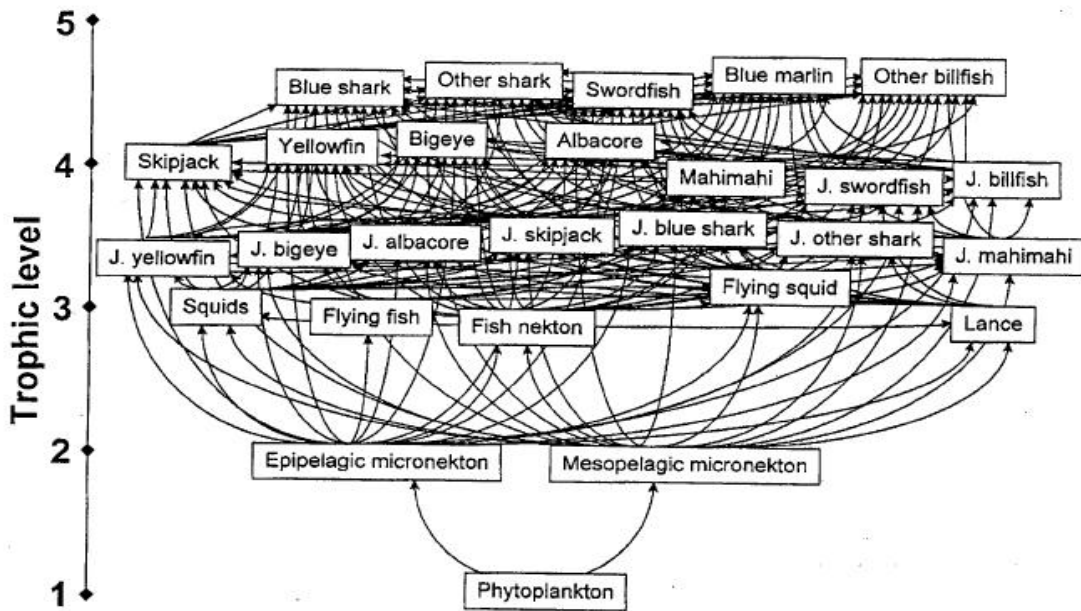 5
Blue shark
Other shark
Swordfish
Blue marlin
Other billfish
Skipjack
Yellowfin
Bigeye
Albacore
4
Mahimahi
J. swordfish
J. billfish
J. yellowfin
J. bigeye
J. albacore
J. skipjack
J. blue shark
J. other shark
J. mahimahi
Trophic level
3
Squids
Flying fish
Fish nekton
Flying squid
Lance
2
Epipelagic micronekton
Mesopelagic micronekton
1
Phytoplankton